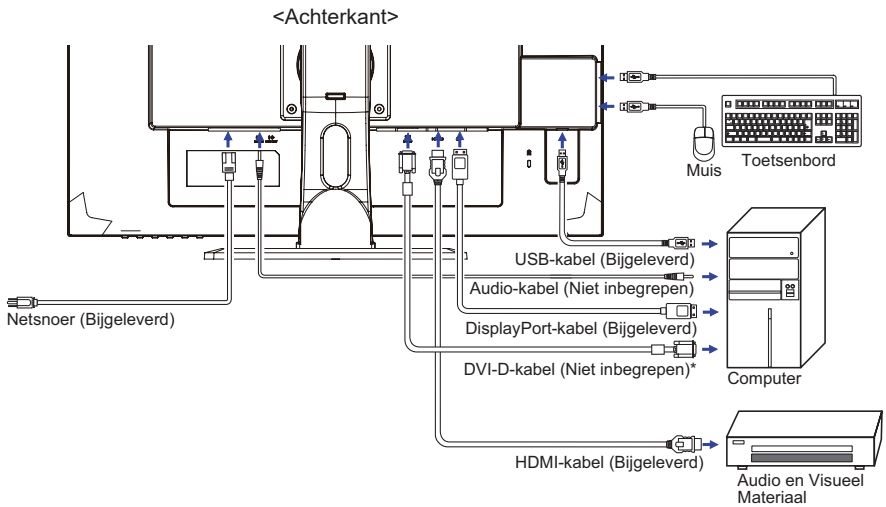 <Achterkant>
Muis
Toetsenbord
USB-kabel (Bijgeleverd)
Audio-kabel (Niet inbegrepen)
Netsnoer (Bijgeleverd)
DisplayPort-kabel (Bijgeleverd)
DVI-D-kabel (Niet inbegrepen)*
Computer
HDMI-kabel (Bijgeleverd)
Audio en Visueel
Materiaal